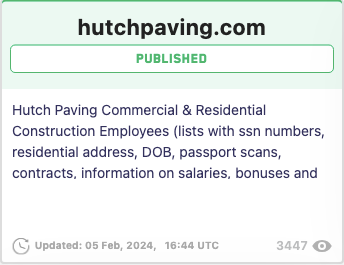 hutchpaving.com
PUBLISHED
Hutch Paving Commercial & Residential
Construction Employees (lists with ssn numbers,
residential address, DOB, passport scans,
contracts, information on salaries, bonuses and
Updated: 05 Feb, 2024, 16:44 UTC 3447